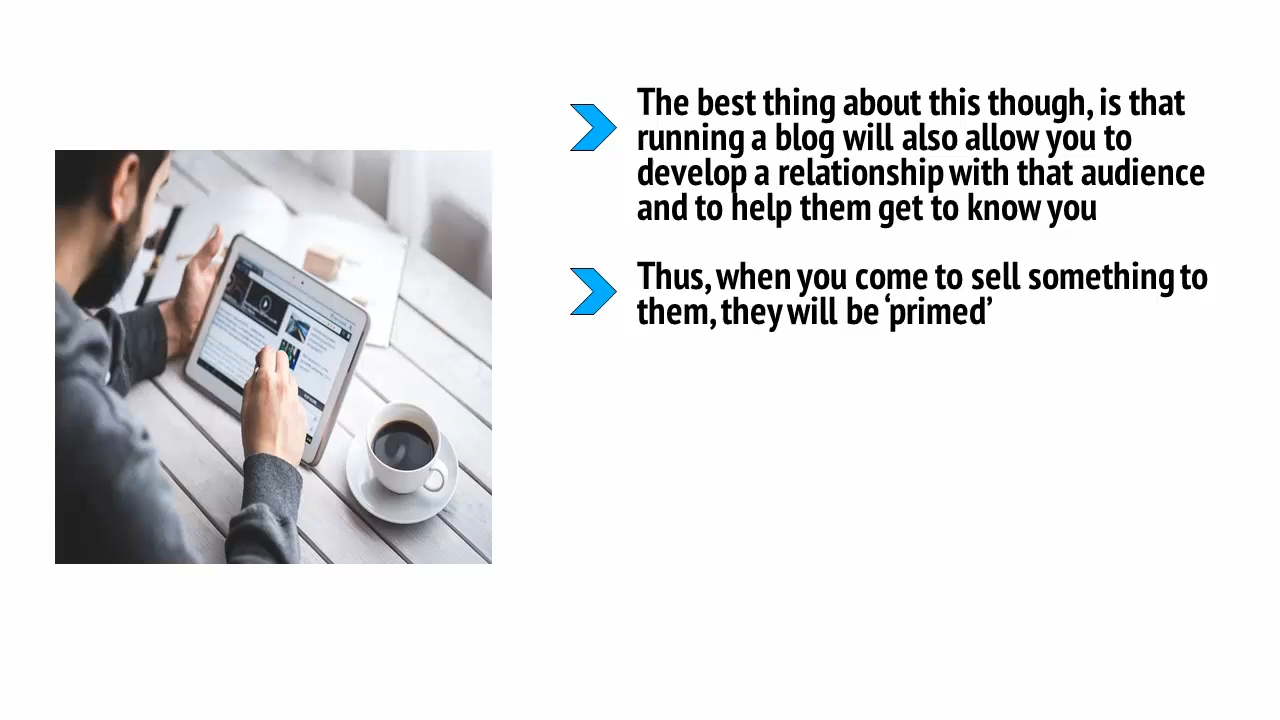 The best thing about this though, is that
running a blog will also allow you to
develop a relationship with that audience
and to help them get to know you
Thus, when you come to sell something to
them, they will be ‘primed’